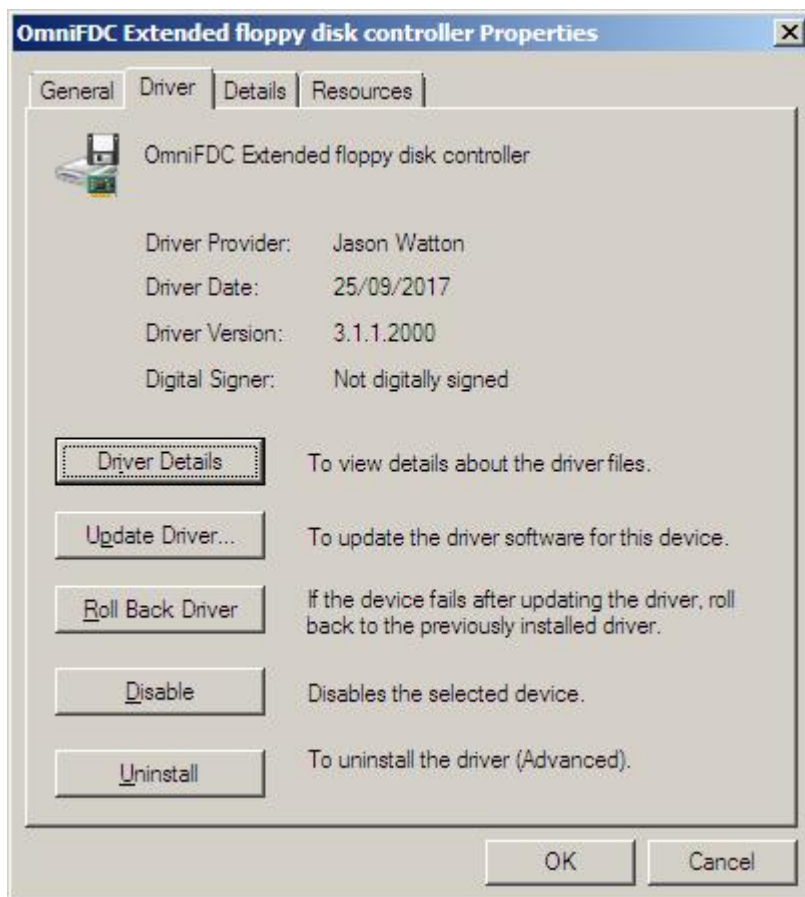 OmniFDC Extended floppy disk controller Properties
General Driver Details Resources
OmniFDC Extended floppy disk controller
Driver Provider: Jason Watton
Driver Date: 25/09/2017
Driver Version: 3.1.1.2000
Digital Signer: Not digitally signed
Driver Details To view details about the driver files.
Update Driver... To update the driver software for this device.
Roll Back Driver If the device fails after updating the driver, roll
back to the previously installed driver.
Disable Disables the selected device.
Uninstall To uninstall the driver (Advanced).
OK Cancel